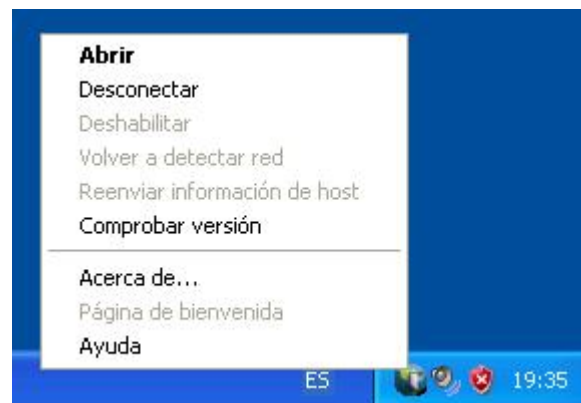 Abrir
Desconectar
Deshabilitar
Volver a detectar red
Reenviar información de host
Comprobar versión
Acerca de...
Página de bienvenida
Ayuda
ES 19:35